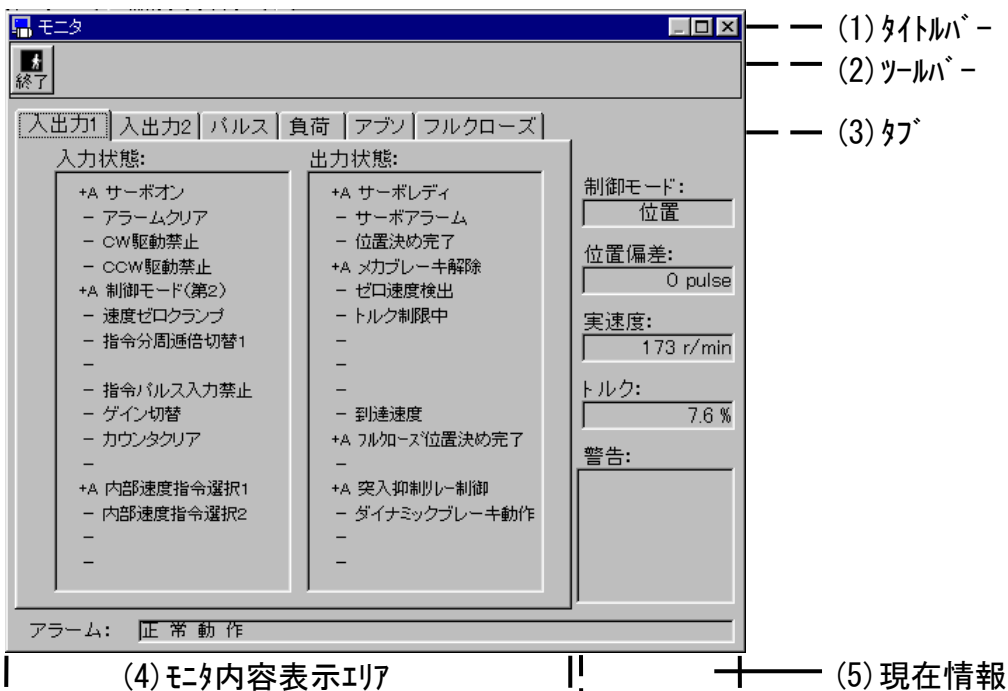 モニタ
(1) ﾀｲﾄﾙﾊﾞｰ
終了
(2) ﾂｰﾙﾊﾞｰ
入出力1 入出力2 パルス 負荷 アブソ フルクローズ
(3) ﾀﾌﾞ
入力状態:
+A サーボオン
- アラームクリア
- CW駆動禁止
- CCW駆動禁止
+A 制御モード(第2)
- 速度ゼロクランプ
- 指令分周逓倍切替1
-
- 指令パルス入力禁止
- ゲイン切替
- カウンタクリア
-
+A 内部速度指令選択1
- 内部速度指令選択2
-
-
出力状態:
+A サーボレディ
- サーボアラーム
- 位置決め完了
+A メカブレーキ解除
- ゼロ速度検出
- トルク制限中
-
-
-
- 到達速度
+A ﾌﾙｸﾛｰｽﾞ位置決め完了
-
+A 突入抑制ﾘﾚｰ制御
- ダイナミックブレーキ動作
-
-
制御モード:
位置
位置偏差:
0 pulse
実速度:
173 r/min
トルク:
7.6 %
警告:
アラーム: 正常動作
(4) ﾓﾆﾀ内容表示ｴﾘｱ
(5) 現在情報